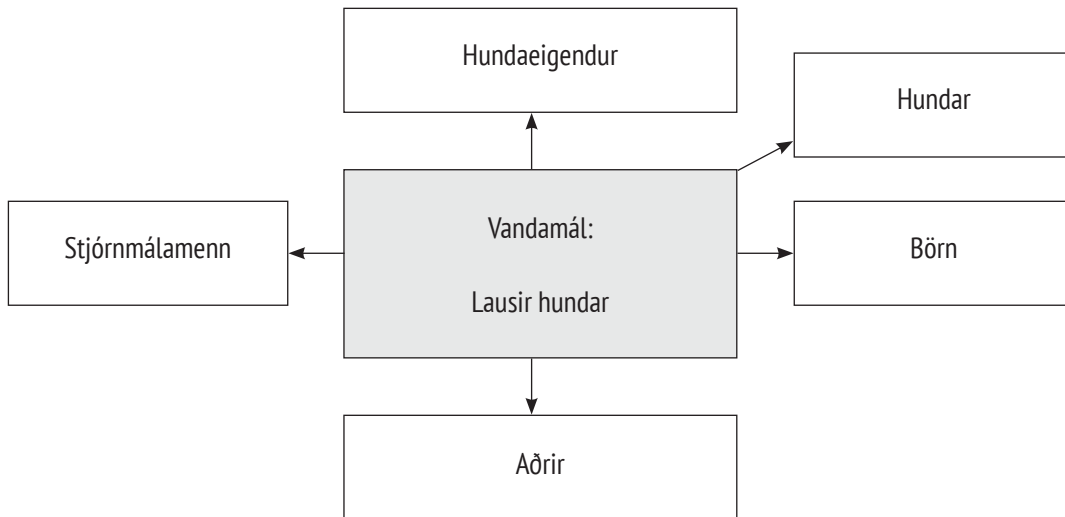 Hundaeigendur
Hundar
Stjórnmálamenn
Vandamál:
Lausir hundar
Börn
Aðrir